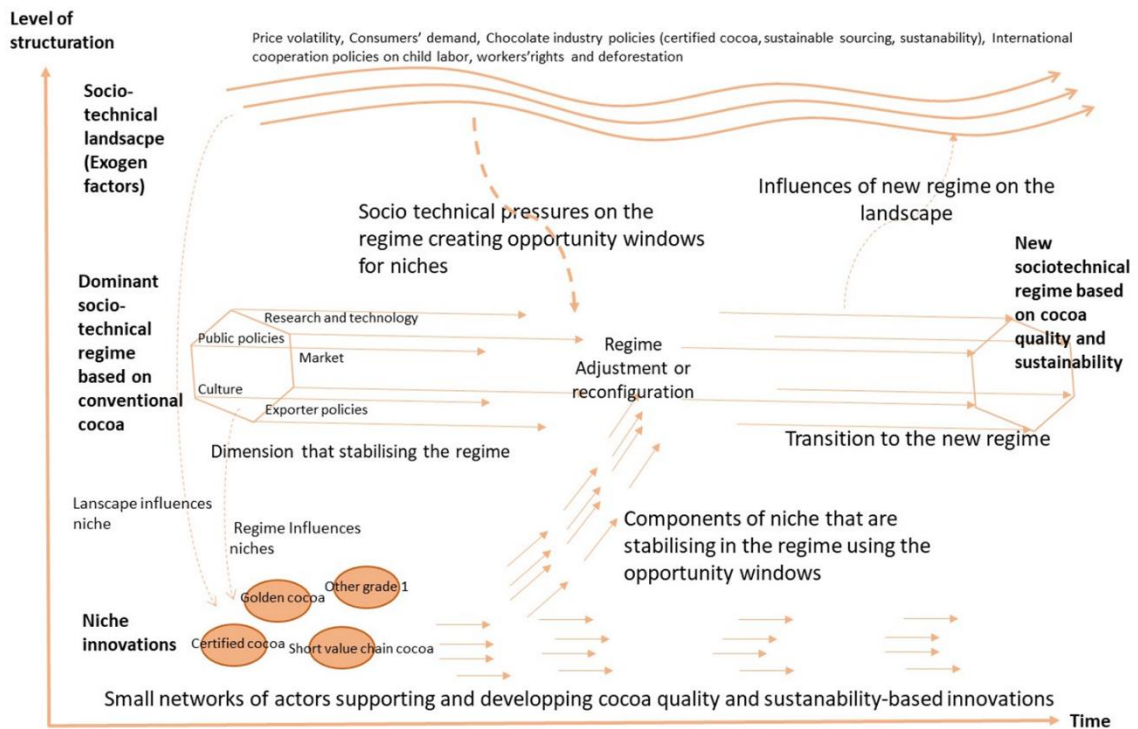 Level of
structuration
Price volatility, Consumers' demand, Chocolate industry policies (certified cocoa, sustainable sourcing, sustanability), International
cooperation policies on child labor, workers'rights and deforestation
Socio-
technical
landsacpe
(Exogen
factors)
Influences of new regime on the
landscape
Socio technical pressures on the
regime creating opportunity windows
for niches
New
sociotechnical
regime based
on cocoa
quality and
sustainability
Dominant
socio-
technical
regime
based on
conventional
cocoa
Research and technology
Public policies
Market
Culture
Exporter policies
Regime
Adjustment or
reconfiguration
Dimension that stabilising the regime
Transition to the new regime
Lanscape influences
niche
Regime Influences
niches
Components of niche that are
stabilising in the regime using the
opportunity windows
Niche
innovations
Golden cocoa
Other grade 1
Certified cocoa
Short value chain cocoa
Small networks of actors supporting and developping cocoa quality and sustanability-based innovations
Time